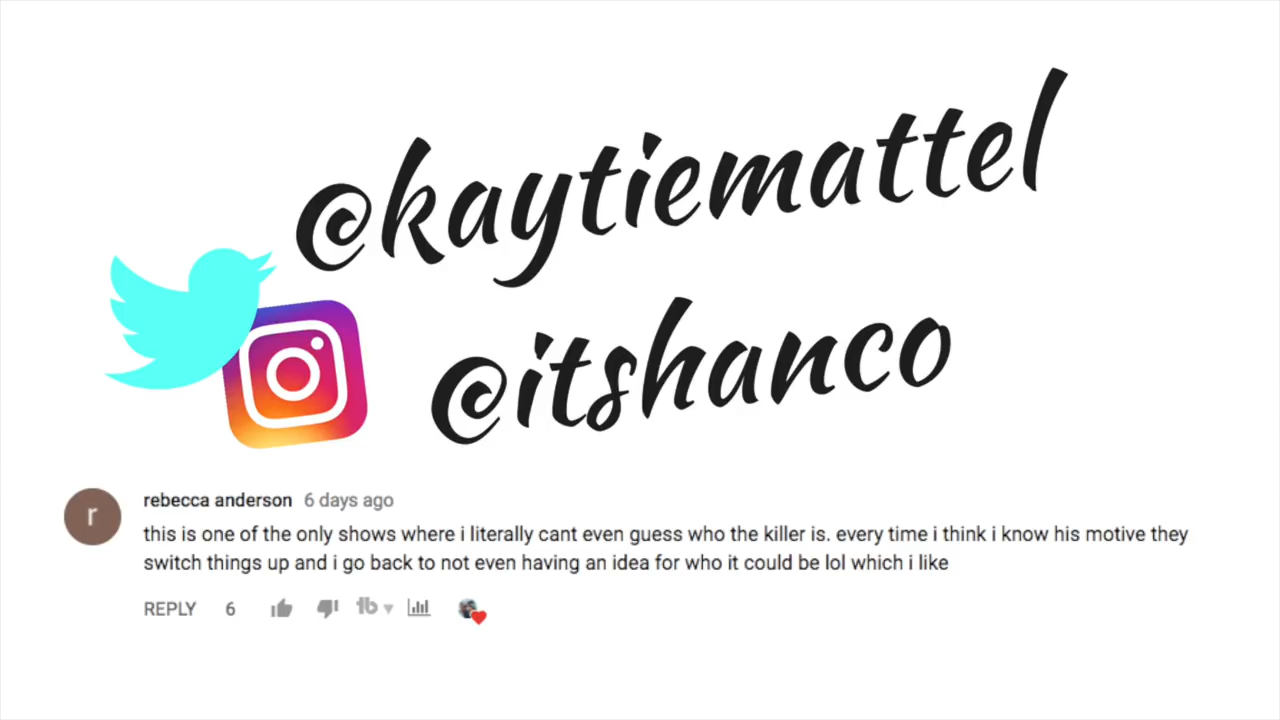 @kaytiemattel
@itshanco
r
rebecca anderson 6 days ago
this is one of the only shows where i literally cant even guess who the killer is. every time i think i know his motive they
switch things up and i go back to not even having an idea for who it could be lol which i like
REPLY 6 tb